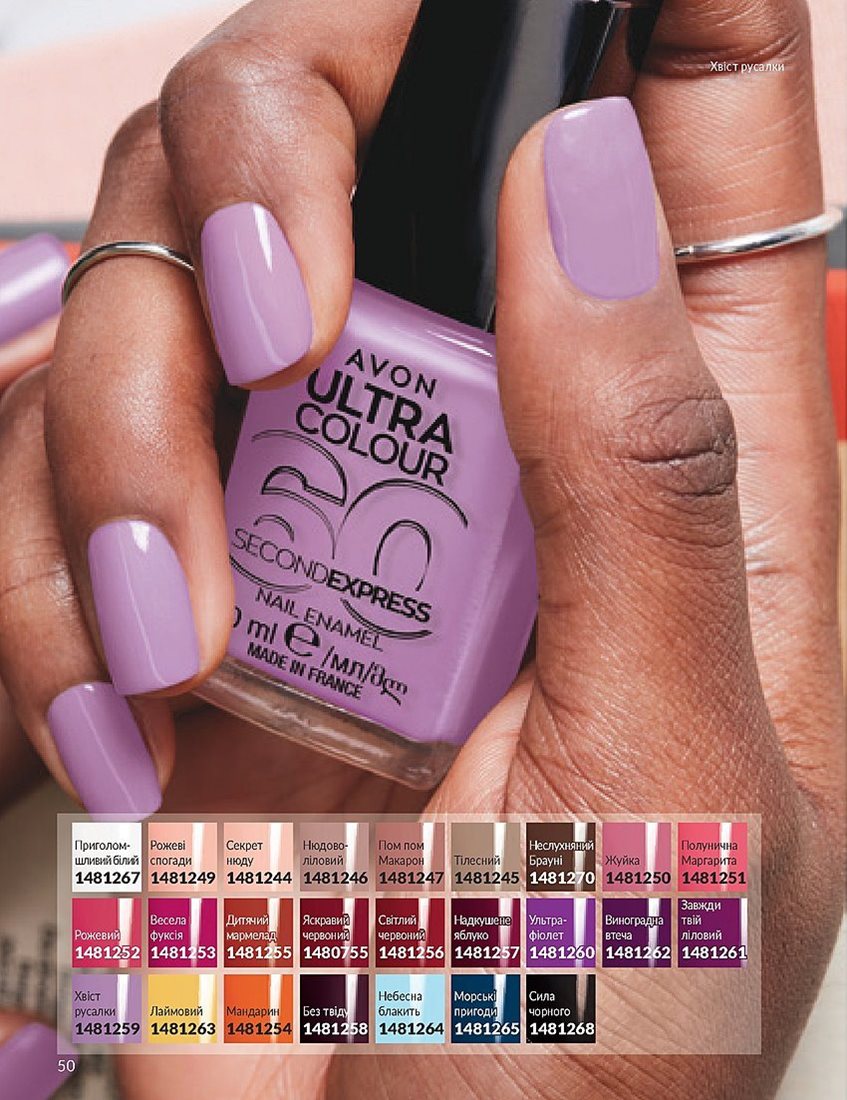 Хвіст русалки
AVON
ULTRA
COLOUR
60
SECONDEXPRESS
NAIL ENAMEL
ml e /мл/მლ
MADE IN FRANCE
Приголом-
шливий білий
1481267
Рожеві
спогади
1481249
Секрет
нюду
1481244
Нюдово-
ліловий
1481246
Пом пом
Макарон
1481247
Тілесний
1481245
Неслухняний
Брауні
1481270
Жуйка
1481250
Полунична
Маргарита
1481251
Рожевий
1481252
Весела
фуксія
1481253
Дитячий
мармелад
1481255
Яскравий
червоний
1480755
Світлий
червоний
1481256
Надкушене
яблуко
1481257
Ультра-
фіолет
1481260
Виноградна
втеча
1481262
Завжди
твій
ліловий
1481261
Хвіст
русалки
1481259
Лаймовий
1481263
Мандарин
1481254
Без твіду
1481258
Небесна
блакить
1481264
Морські
пригоди
1481265
Сила
чорного
1481268
50